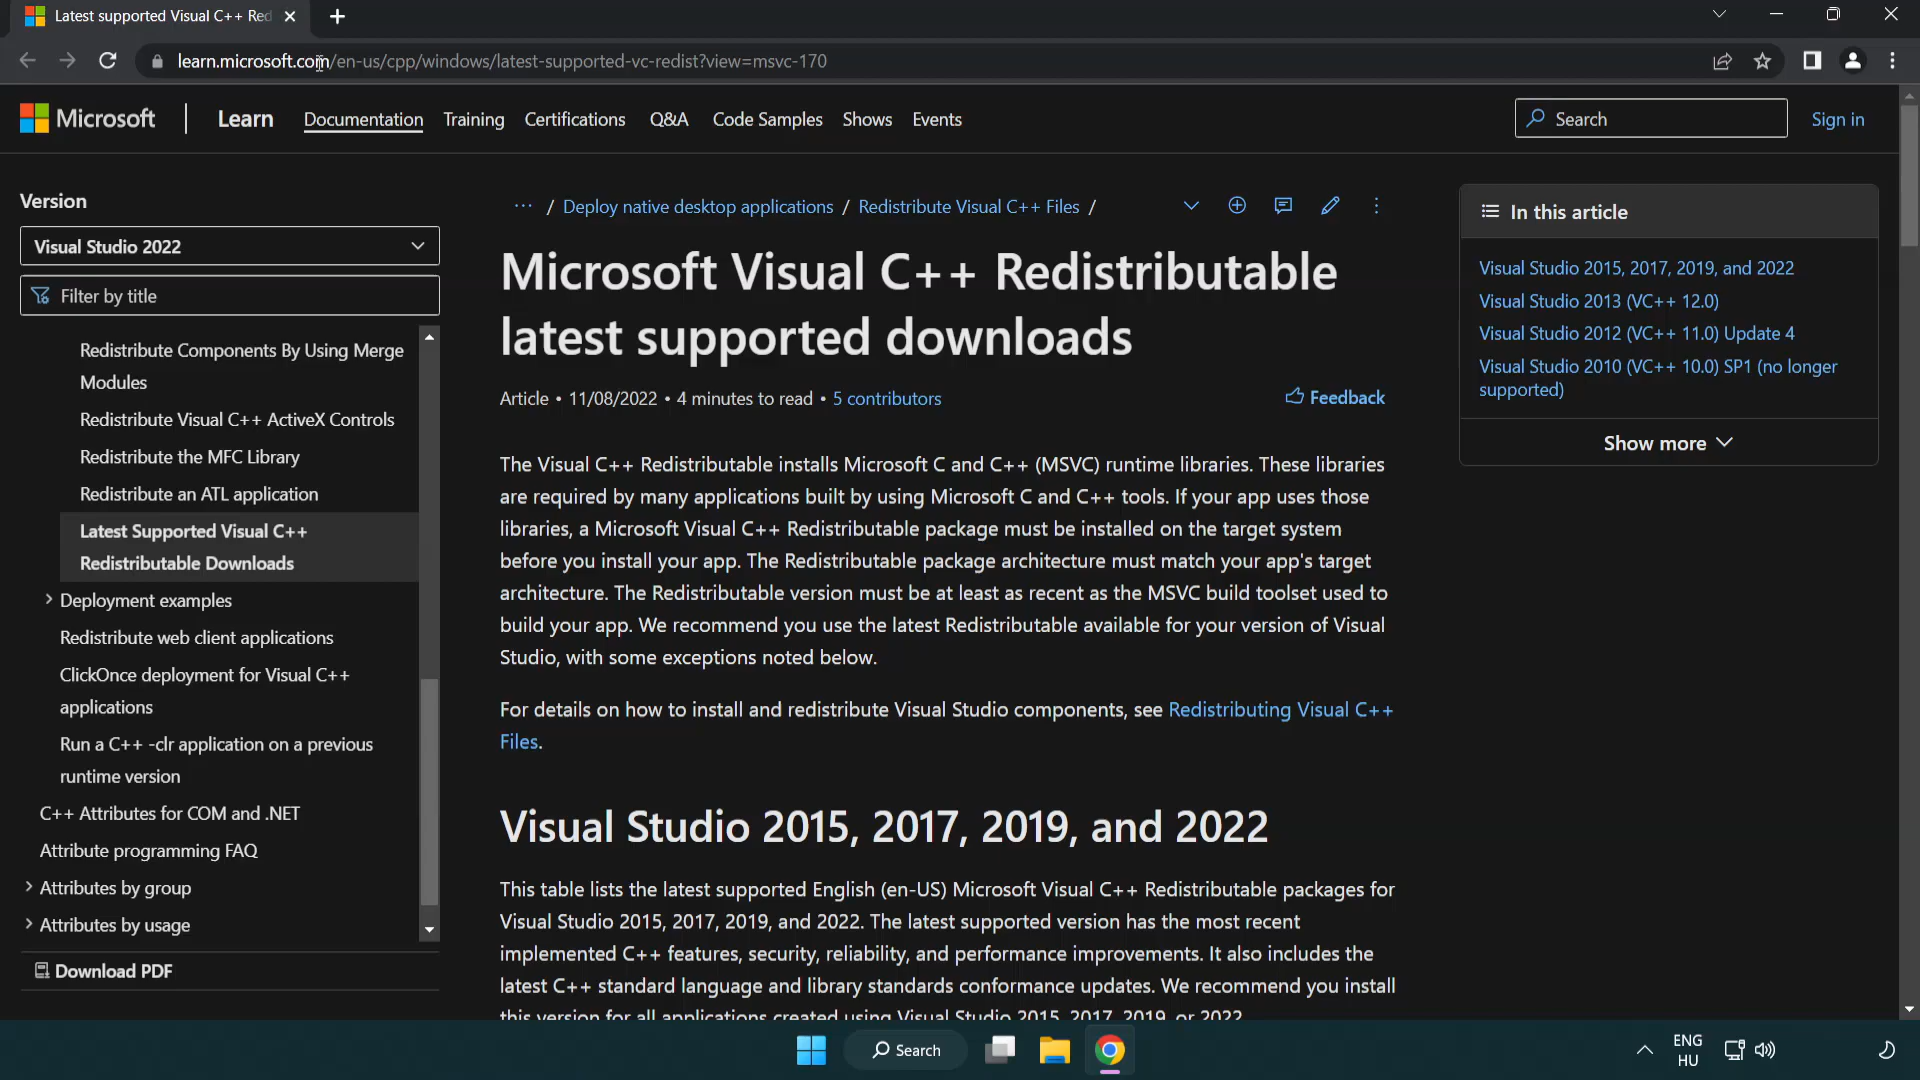 Latest supported Visual C++ Red
learn.microsoft.com/en-us/cpp/windows/latest-supported-vc-redist?view=msvc-170
Microsoft
Learn
Documentation
Training
Certifications
Q&A
Code Samples
Shows
Events
Search
Sign in
Version
Visual Studio 2022
Filter by title
Redistribute Components By Using Merge
Modules
Redistribute Visual C++ ActiveX Controls
Redistribute the MFC Library
Redistribute an ATL application
Latest Supported Visual C++
Redistributable Downloads
Deployment examples
Redistribute web client applications
ClickOnce deployment for Visual C++
applications
Run a C++ -clr application on a previous
runtime version
C++ Attributes for COM and .NET
Attribute programming FAQ
Attributes by group
Attributes by usage
Download PDF
··· / Deploy native desktop applications / Redistribute Visual C++ Files /
Microsoft Visual C++ Redistributable
latest supported downloads
Article • 11/08/2022 • 4 minutes to read • 5 contributors
Feedback
The Visual C++ Redistributable installs Microsoft C and C++ (MSVC) runtime libraries. These libraries
are required by many applications built by using Microsoft C and C++ tools. If your app uses those
libraries, a Microsoft Visual C++ Redistributable package must be installed on the target system
before you install your app. The Redistributable package architecture must match your app's target
architecture. The Redistributable version must be at least as recent as the MSVC build toolset used to
build your app. We recommend you use the latest Redistributable available for your version of Visual
Studio, with some exceptions noted below.
For details on how to install and redistribute Visual Studio components, see Redistributing Visual C++
Files.
Visual Studio 2015, 2017, 2019, and 2022
This table lists the latest supported English (en-US) Microsoft Visual C++ Redistributable packages for
Visual Studio 2015, 2017, 2019, and 2022. The latest supported version has the most recent
implemented C++ features, security, reliability, and performance improvements. It also includes the
latest C++ standard language and library standards conformance updates. We recommend you install
this version for all applications created using Visual Studio 2015, 2017, 2019, or 2022.
In this article
Visual Studio 2015, 2017, 2019, and 2022
Visual Studio 2013 (VC++ 12.0)
Visual Studio 2012 (VC++ 11.0) Update 4
Visual Studio 2010 (VC++ 10.0) SP1 (no longer
supported)
Show more
Search
ENG
HU